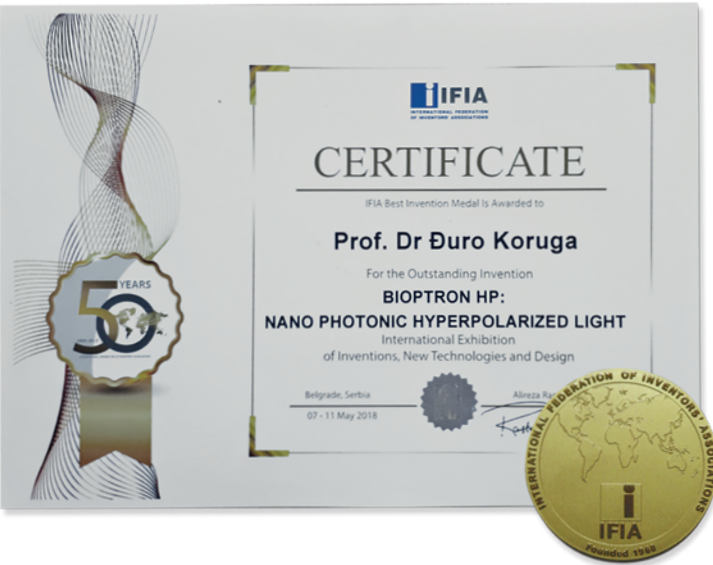 IFIA
INTERNATIONAL FEDERATION
OF INVENTORS' ASSOCIATIONS
CERTIFICATE
IFIA Best Invention Medal Is Awarded to
Prof. Dr Đuro Koruga
For the Outstanding Invention
BIOPTRON HP:
NANO PHOTONIC HYPERPOLARIZED LIGHT
International Exhibition
of Inventions, New Technologies and Design
Belgrade, Serbia
07 - 11 May 2018
Alireza
50 YEARS
INTERNATIONAL FEDERATION OF INVENTORS' ASSOCIATIONS
IFIA
Founded 1968